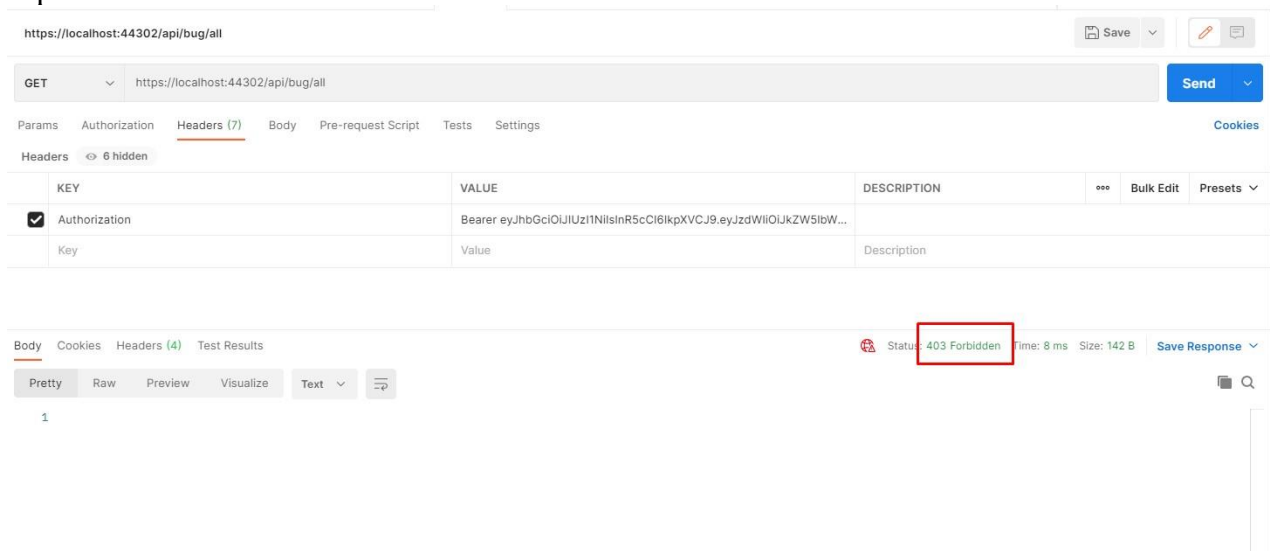 https://localhost:44302/api/bug/all Save
GET https://localhost:44302/api/bug/all Send
Params Authorization Headers (7) Body Pre-request Script Tests Settings Cookies
Headers 6 hidden
KEY VALUE DESCRIPTION Bulk Edit Presets
Authorization Bearer eyJhbGciOiJIUzI1NiIsInR5cCI6IkpXVCJ9.eyJzdWIiOiJkZW5lbW...
Key Value Description
Body Cookies Headers (4) Test Results Status: 403 Forbidden Time: 8 ms Size: 142 B Save Response
Pretty Raw Preview Visualize Text
1